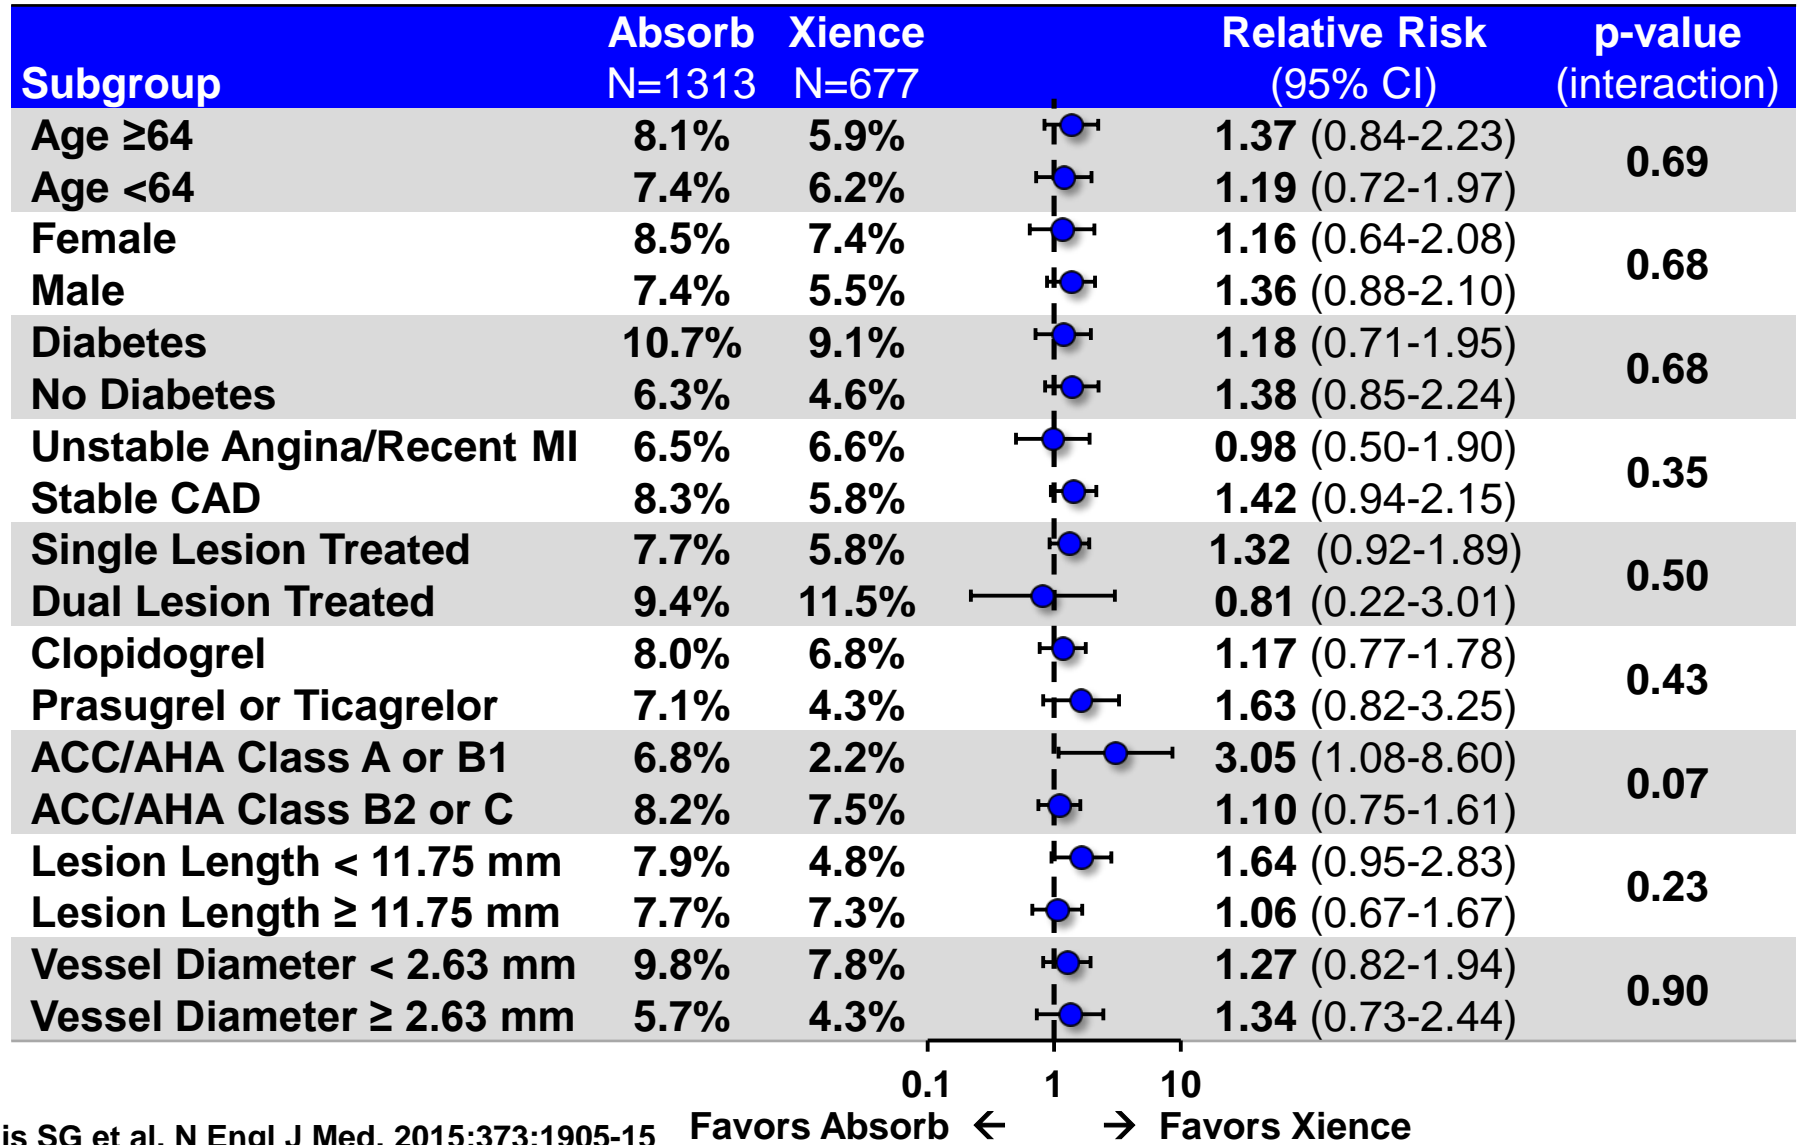 Absorb Xience Relative Risk p-value
Subgroup N=1313 N=677 (95% CI) (interaction)
Age ≥64 8.1% 5.9% 1.37 (0.84-2.23)
0.69
Age <64 7.4% 6.2% 1.19 (0.72-1.97)
Female 8.5% 7.4% 1.16 (0.64-2.08)
0.68
Male 7.4% 5.5% 1.36 (0.88-2.10)
Diabetes 10.7% 9.1% 1.18 (0.71-1.95)
0.68
No Diabetes 6.3% 4.6% 1.38 (0.85-2.24)
Unstable Angina/Recent MI 6.5% 6.6% 0.98 (0.50-1.90)
0.35
Stable CAD 8.3% 5.8% 1.42 (0.94-2.15)
Single Lesion Treated 7.7% 5.8% 1.32 (0.92-1.89)
0.50
Dual Lesion Treated 9.4% 11.5% 0.81 (0.22-3.01)
Clopidogrel 8.0% 6.8% 1.17 (0.77-1.78)
0.43
Prasugrel or Ticagrelor 7.1% 4.3% 1.63 (0.82-3.25)
ACC/AHA Class A or B1 6.8% 2.2% 3.05 (1.08-8.60)
0.07
ACC/AHA Class B2 or C 8.2% 7.5% 1.10 (0.75-1.61)
Lesion Length < 11.75 mm 7.9% 4.8% 1.64 (0.95-2.83)
0.23
Lesion Length ≥ 11.75 mm 7.7% 7.3% 1.06 (0.67-1.67)
Vessel Diameter < 2.63 mm 9.8% 7.8% 1.27 (0.82-1.94)
0.90
Vessel Diameter ≥ 2.63 mm 5.7% 4.3% 1.34 (0.73-2.44)
0.1 1 10
Favors Absorb ← → Favors Xience
is SG et al. N Engl J Med. 2015;373:1905-15